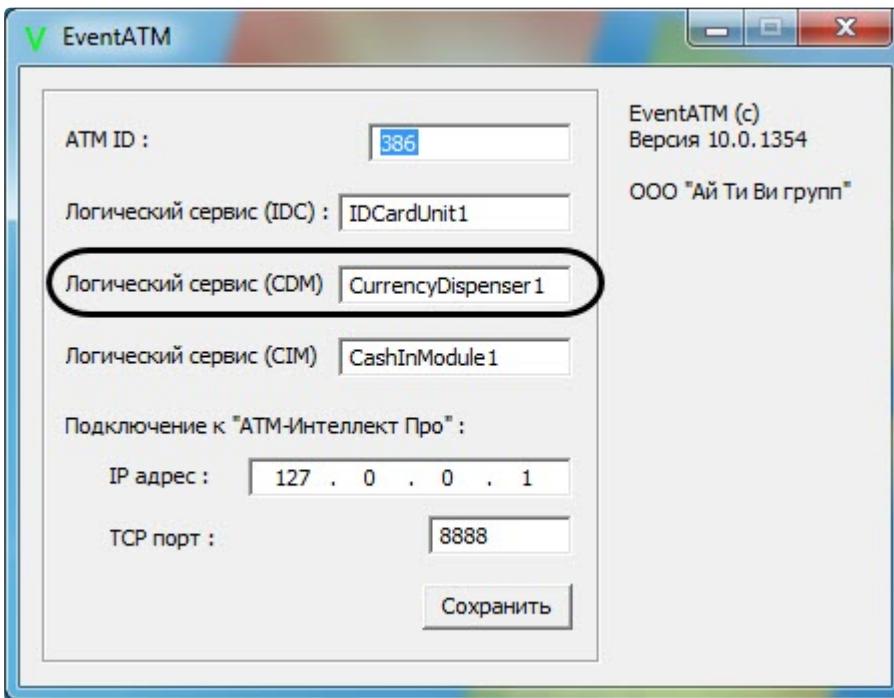 EventATM
ATM ID : 386
EventATM (c)
Версия 10.0.1354
ООО "Ай Ти Ви групп"
Логический сервис (IDC) : IDCardUnit1
Логический сервис (CDM) CurrencyDispenser1
Логический сервис (CIM) CashInModule1
Подключение к "АТМ-Интеллект Про" :
IP адрес : 127 . 0 . 0 . 1
TCP порт : 8888
Сохранить